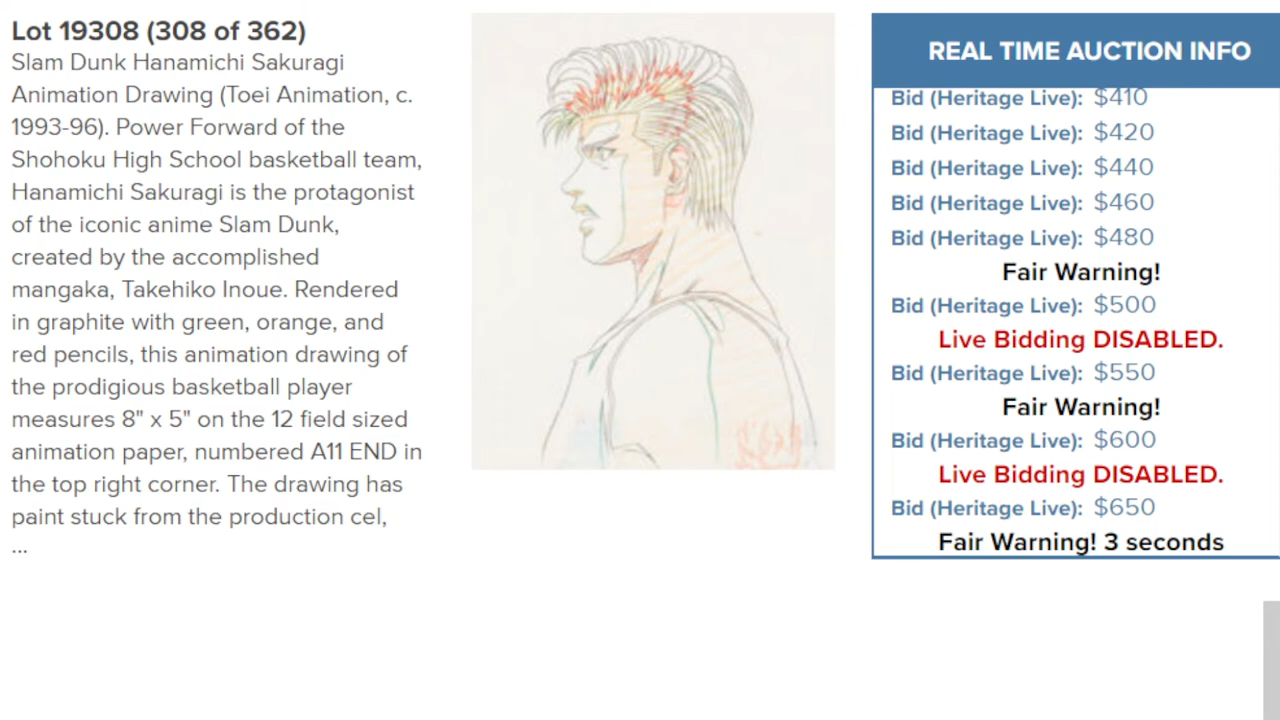 Lot 19308 (308 of 362)
Slam Dunk Hanamichi Sakuragi
Animation Drawing (Toei Animation, c.
1993-96). Power Forward of the
Shohoku High School basketball team,
Hanamichi Sakuragi is the protagonist
of the iconic anime Slam Dunk,
created by the accomplished
mangaka, Takehiko Inoue. Rendered
in graphite with green, orange, and
red pencils, this animation drawing of
the prodigious basketball player
measures 8" x 5" on the 12 field sized
animation paper, numbered A11 END in
the top right corner. The drawing has
paint stuck from the production cel,
...
REAL TIME AUCTION INFO
Bid (Heritage Live): $410
Bid (Heritage Live): $420
Bid (Heritage Live): $440
Bid (Heritage Live): $460
Bid (Heritage Live): $480
Fair Warning!
Bid (Heritage Live): $500
Live Bidding DISABLED.
Bid (Heritage Live): $550
Fair Warning!
Bid (Heritage Live): $600
Live Bidding DISABLED.
Bid (Heritage Live): $650
Fair Warning! 3 seconds